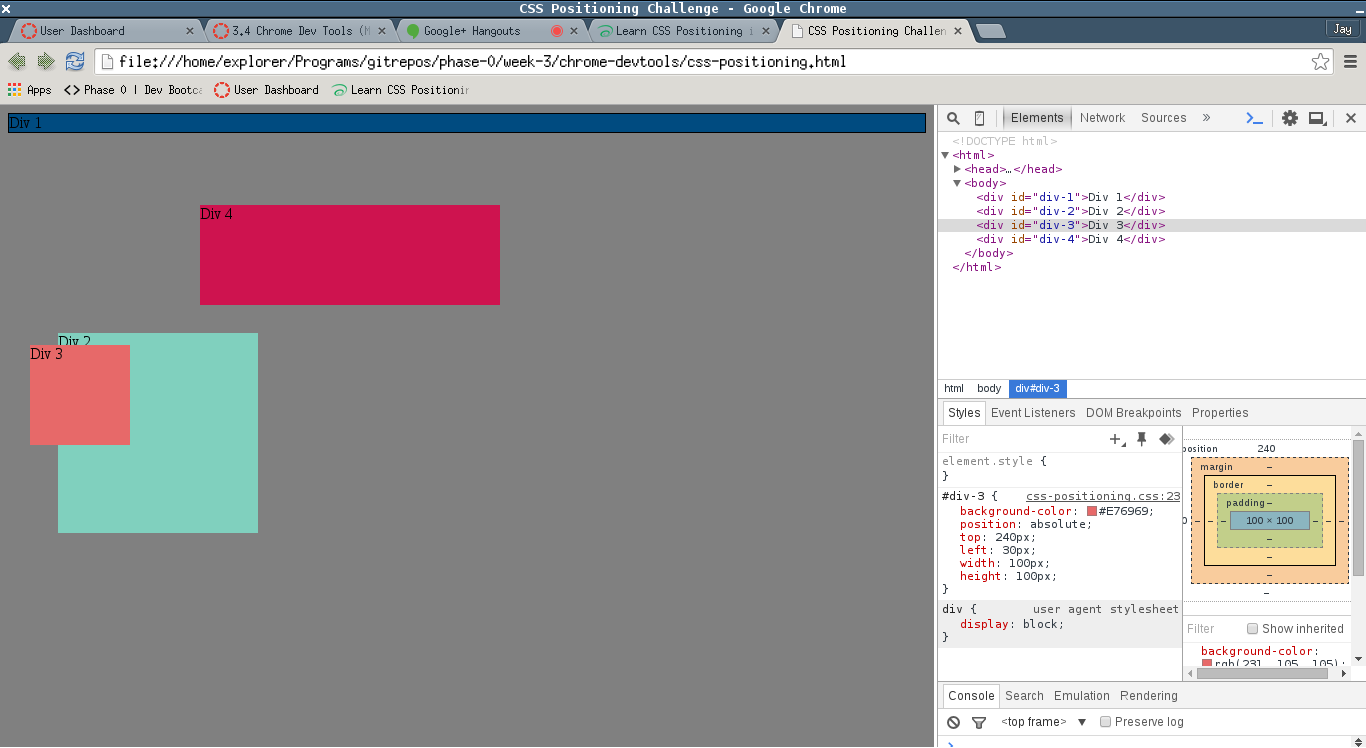 CSS Positioning Challenge - Google Chrome
User Dashboard
3.4 Chrome Dev Tools (M
Google+ Hangouts
Learn CSS Positioning i
CSS Positioning Challen
Jay
file:///home/explorer/Programs/gitrepos/phase-0/week-3/chrome-devtools/css-positioning.html
Apps
<> Phase 0 | Dev Bootca
User Dashboard
Learn CSS Positionin
Div 1
Div 4
Div 2
Div 3
Elements Network Sources »
<!DOCTYPE html>
<html>
<head>…</head>
<body>
<div id="div-1">Div 1</div>
<div id="div-2">Div 2</div>
<div id="div-3">Div 3</div>
<div id="div-4">Div 4</div>
</body>
</html>
html body div#div-3
Styles Event Listeners DOM Breakpoints Properties
Filter
element.style {
}
#div-3 { css-positioning.css:23
background-color: #E76969;
position: absolute;
top: 240px;
left: 30px;
width: 100px;
height: 100px;
}
div { user agent stylesheet
display: block;
}
position 240
margin –
border –
padding –
0 – – – 100 × 100 – – –
–
–
–
–
Filter Show inherited
background-color:
rgb(231, 105, 105);
Console Search Emulation Rendering
<top frame> ▼ Preserve log